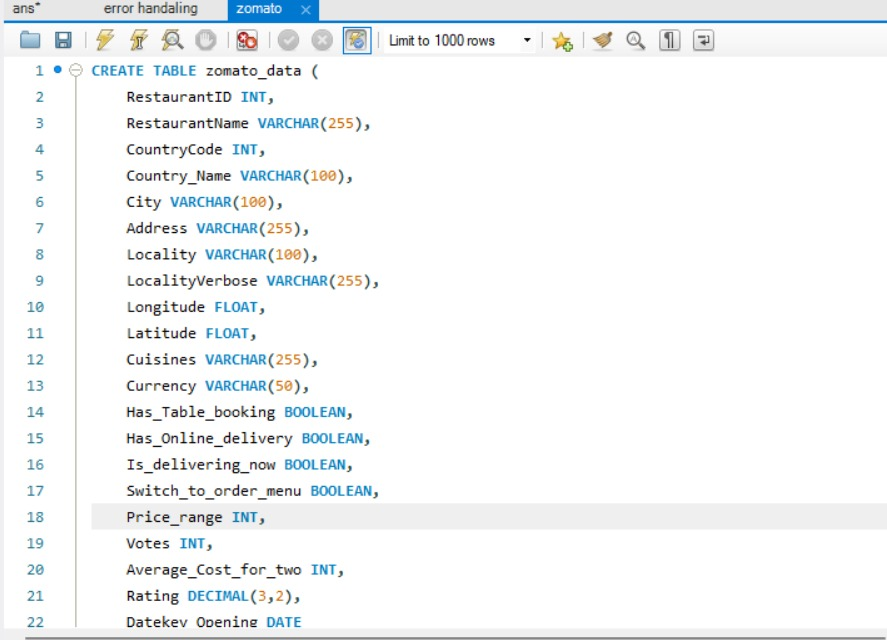 ans* error handaling zomato
Limit to 1000 rows
1 CREATE TABLE zomato_data (
2 RestaurantID INT,
3 RestaurantName VARCHAR(255),
4 CountryCode INT,
5 Country_Name VARCHAR(100),
6 City VARCHAR(100),
7 Address VARCHAR(255),
8 Locality VARCHAR(100),
9 LocalityVerbose VARCHAR(255),
10 Longitude FLOAT,
11 Latitude FLOAT,
12 Cuisines VARCHAR(255),
13 Currency VARCHAR(50),
14 Has_Table_booking BOOLEAN,
15 Has_Online_delivery BOOLEAN,
16 Is_delivering_now BOOLEAN,
17 Switch_to_order_menu BOOLEAN,
18 Price_range INT,
19 Votes INT,
20 Average_Cost_for_two INT,
21 Rating DECIMAL(3,2),
22 Datekey_Opening DATE